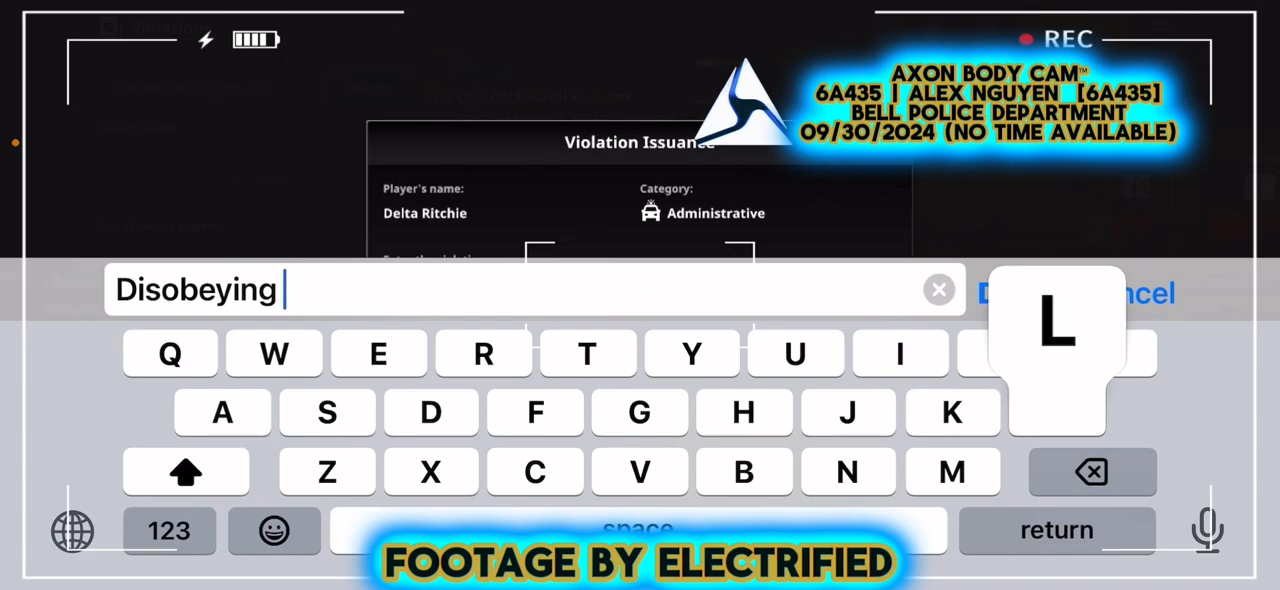 REC
AXON BODY CAM™
6A435 | ALEX NGUYEN [6A435]
BELL POLICE DEPARTMENT
09/30/2024 (NO TIME AVAILABLE)
Violation Issuance
Player's name:
Category:
Delta Ritchie
Administrative
Disobeying
L
Q W E R T Y U I
A S D F G H J K
Z X C V B N M
123
space
return
FOOTAGE BY ELECTRIFIED